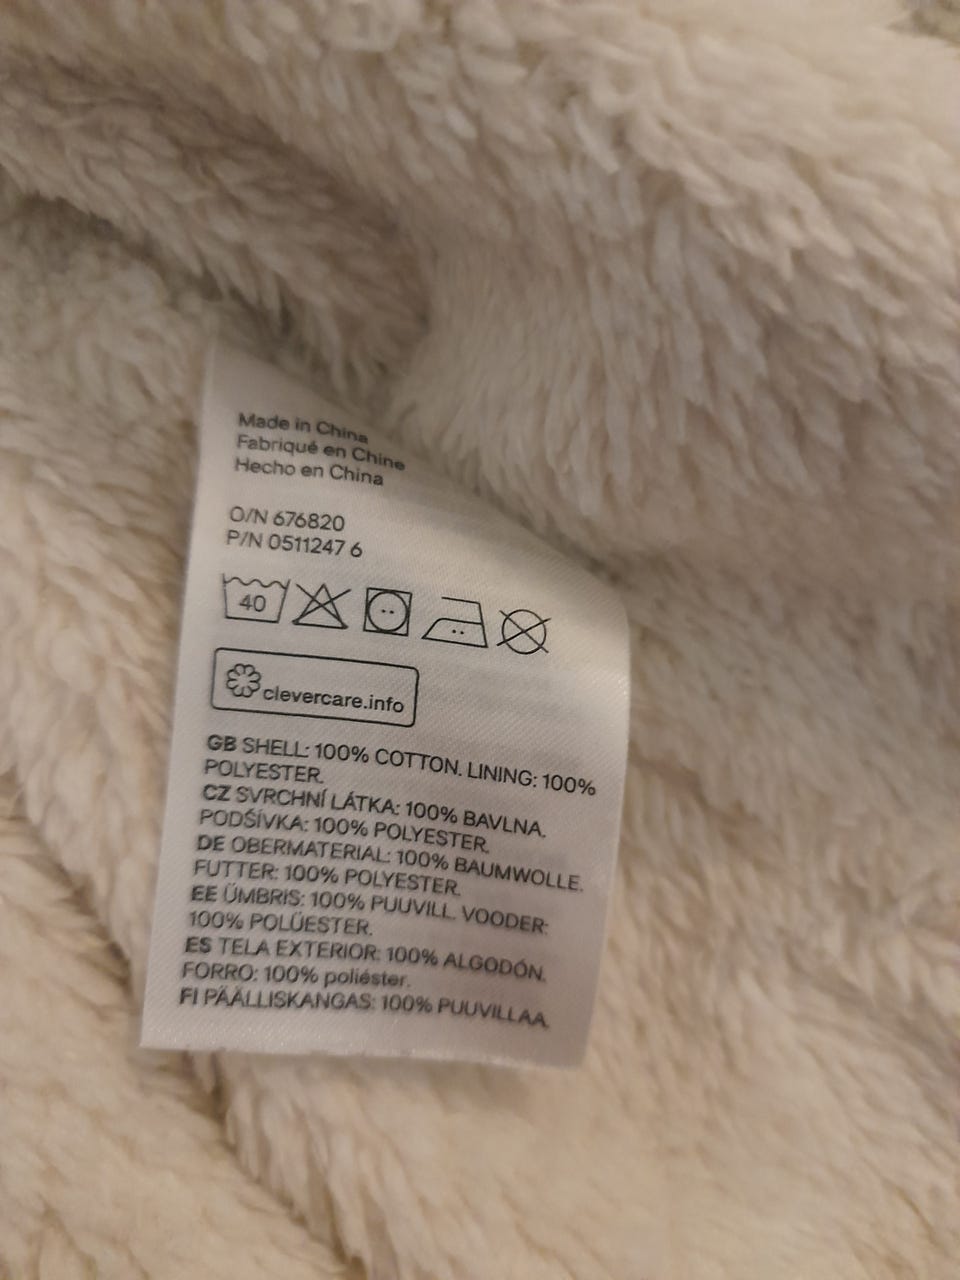 Made in China
Fabriqué en Chine
Hecho en China
O/N 676820
P/N 0511247 6
40
clevercare.info
GB SHELL: 100% COTTON. LINING: 100%
POLYESTER.
CZ SVRCHNÍ LÁTKA: 100% BAVLNA.
PODŠÍVKA: 100% POLYESTER.
DE OBERMATERIAL: 100% BAUMWOLLE.
FUTTER: 100% POLYESTER.
EE ÜMBRIS: 100% PUUVILL. VOODER:
100% POLÜESTER.
ES TELA EXTERIOR: 100% ALGODÓN.
FORRO: 100% poliéster.
FI PÄÄLLISKANGAS: 100% PUUVILLAA.